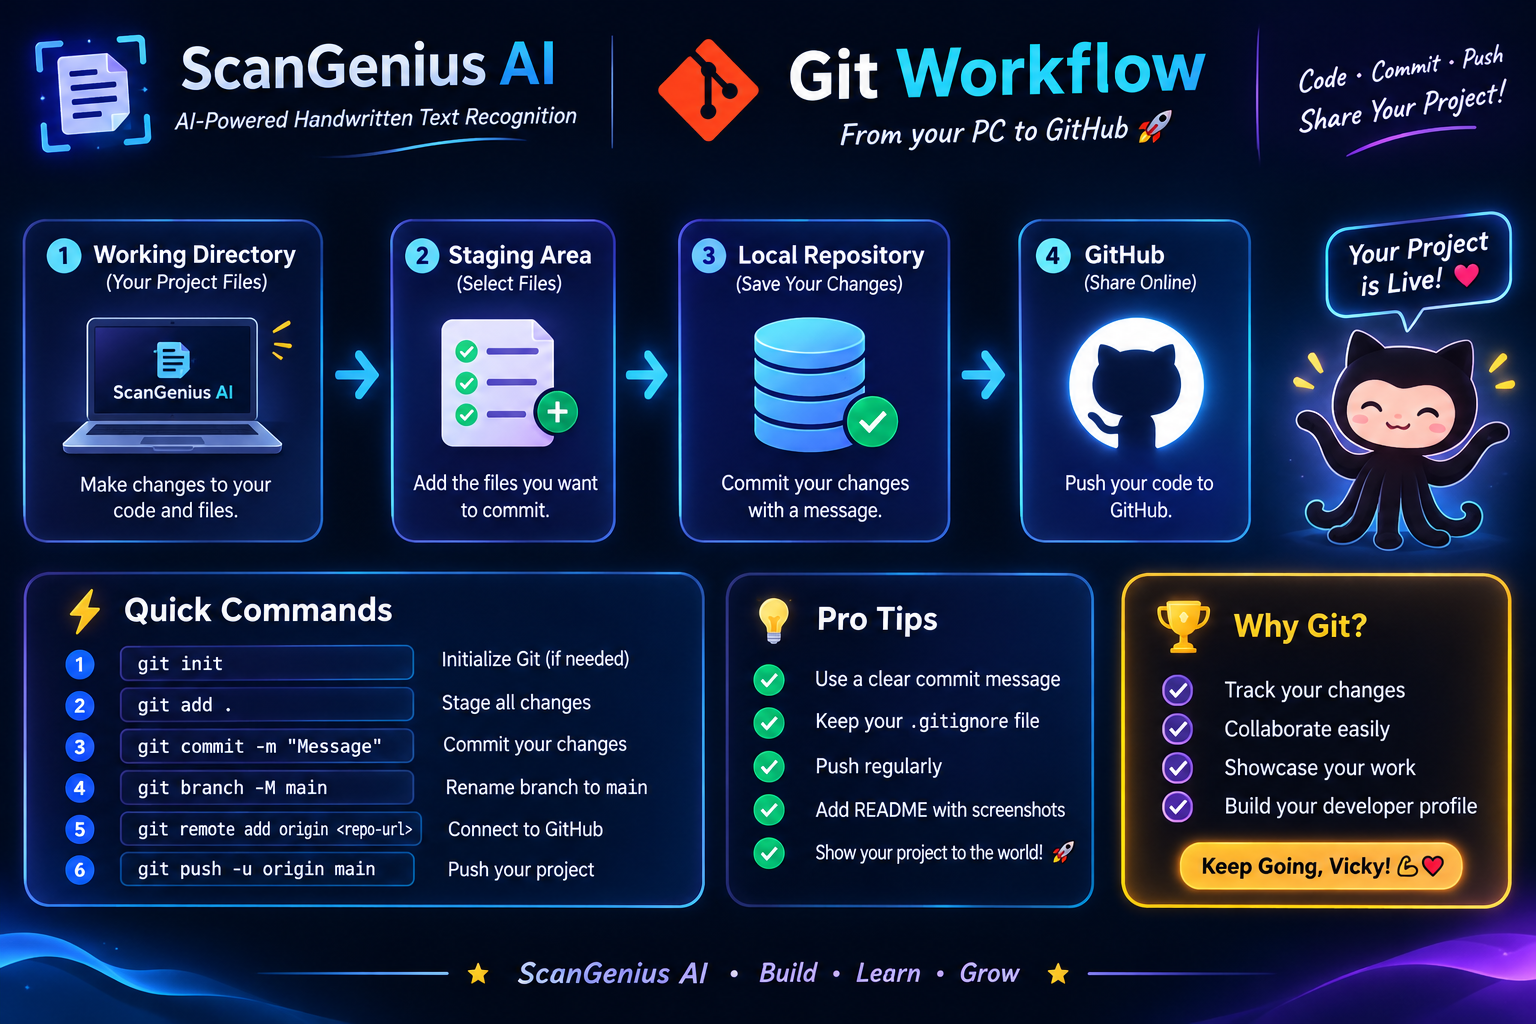 ScanGenius AI
AI-Powered Handwritten Text Recognition
Git Workflow
From your PC to GitHub 🚀
Code • Commit • Push
Share Your Project!
1 Working Directory
(Your Project Files)
ScanGenius AI
Make changes to your
code and files.
2 Staging Area
(Select Files)
Add the files you want
to commit.
3 Local Repository
(Save Your Changes)
Commit your changes
with a message.
4 GitHub
(Share Online)
Push your code to
GitHub.
Your Project
is Live! ❤️
Quick Commands
1 git init Initialize Git (if needed)
2 git add . Stage all changes
3 git commit -m "Message" Commit your changes
4 git branch -M main Rename branch to main
5 git remote add origin <repo-url> Connect to GitHub
6 git push -u origin main Push your project
Pro Tips
Use a clear commit message
Keep your .gitignore file
Push regularly
Add README with screenshots
Show your project to the world! 🚀
Why Git?
Track your changes
Collaborate easily
Showcase your work
Build your developer profile
Keep Going, Vicky! 💪❤️
ScanGenius AI • Build • Learn • Grow